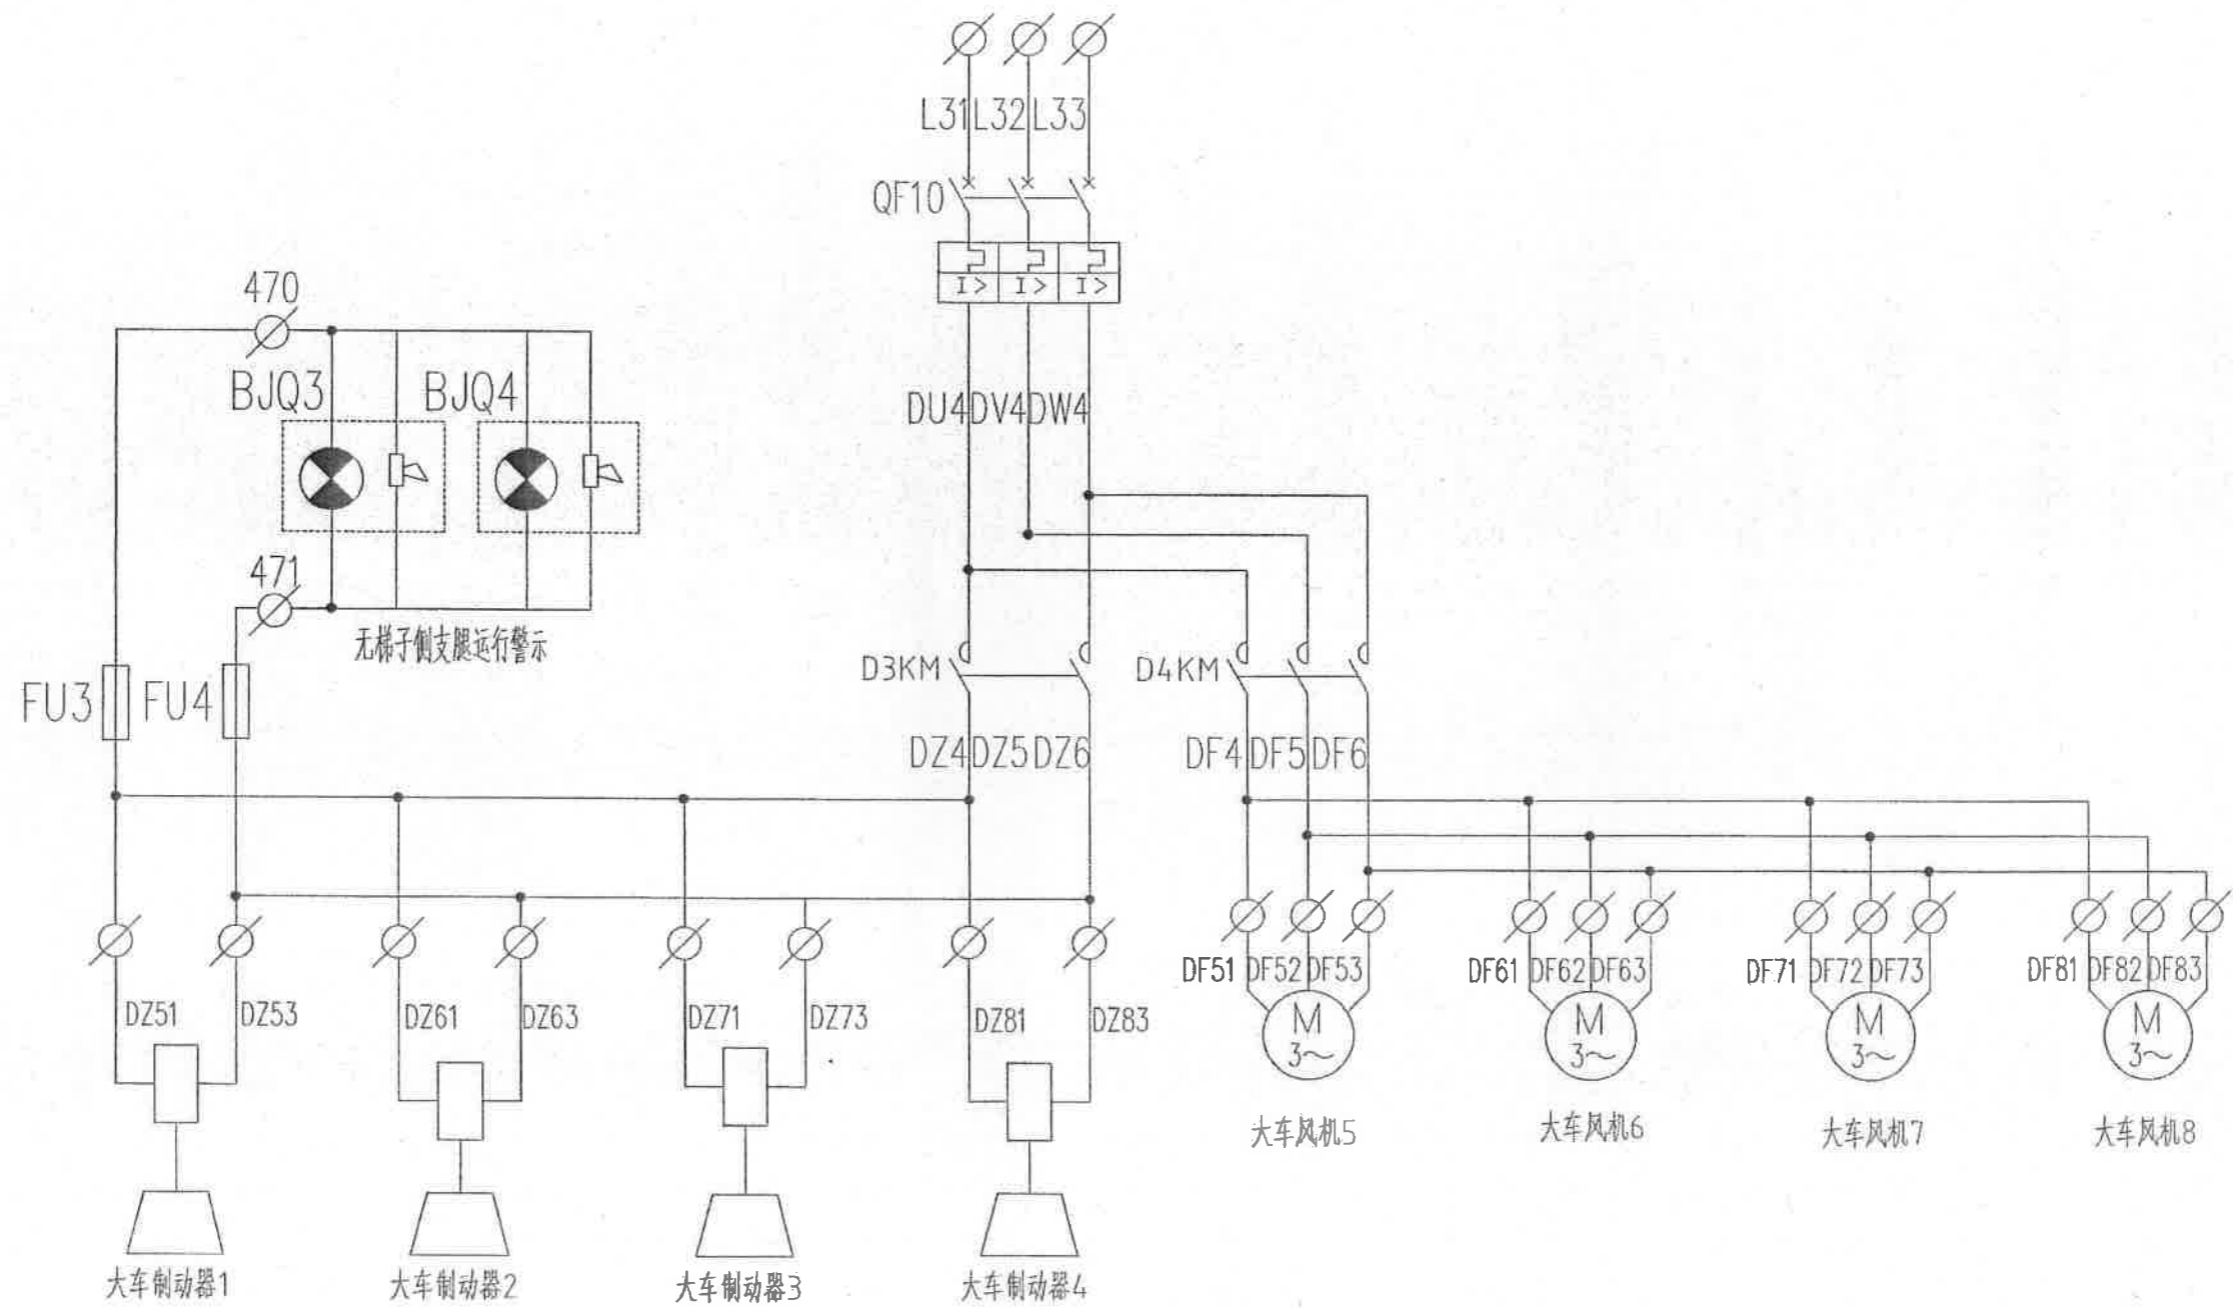 L31 L32 L33
QF10
I> I> I>
470
BJQ3 BJQ4
DU4 DV4 DW4
471
无梯子侧支腿运行警示
D3KM D4KM
FU3 FU4
DZ4 DZ5 DZ6 DF4 DF5 DF6
DF51 DF52 DF53 DF61 DF62 DF63 DF71 DF72 DF73 DF81 DF82 DF83
DZ51 DZ53 DZ61 DZ63 DZ71 DZ73 DZ81 DZ83
M M M M
3~ 3~ 3~ 3~
大车风机5 大车风机6 大车风机7 大车风机8
大车制动器1 大车制动器2 大车制动器3 大车制动器4